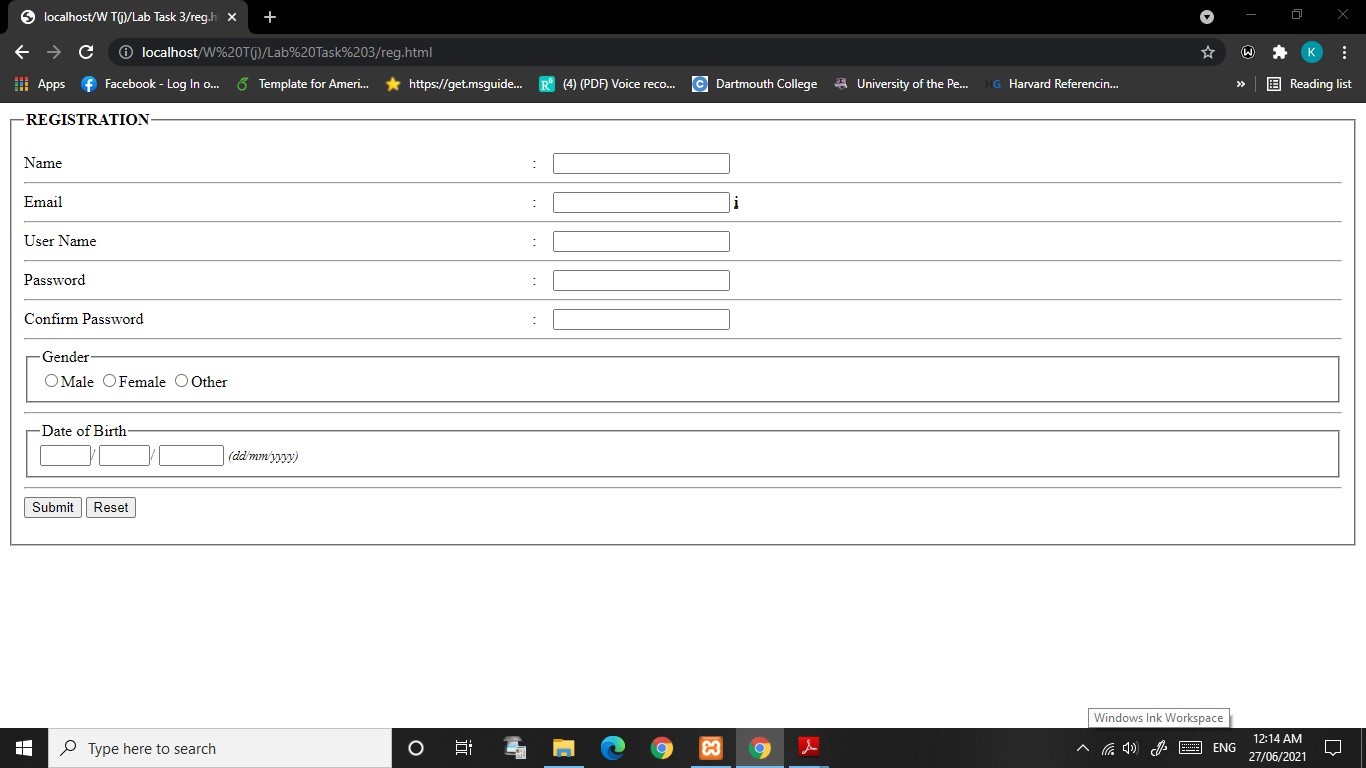 localhost/W T(j)/Lab Task 3/reg.h
localhost/W%20T(j)/Lab%20Task%203/reg.html
K
Apps
Facebook - Log In o...
Template for Ameri...
https://get.msguide...
(4) (PDF) Voice reco...
Dartmouth College
University of the Pe...
HG Harvard Referencin...
»
Reading list
REGISTRATION
Name :
Email : i
User Name :
Password :
Confirm Password :
Gender
Male Female Other
Date of Birth
/ / (dd/mm/yyyy)
Submit Reset
Windows Ink Workspace
Type here to search
ENG
12:14 AM
27/06/2021